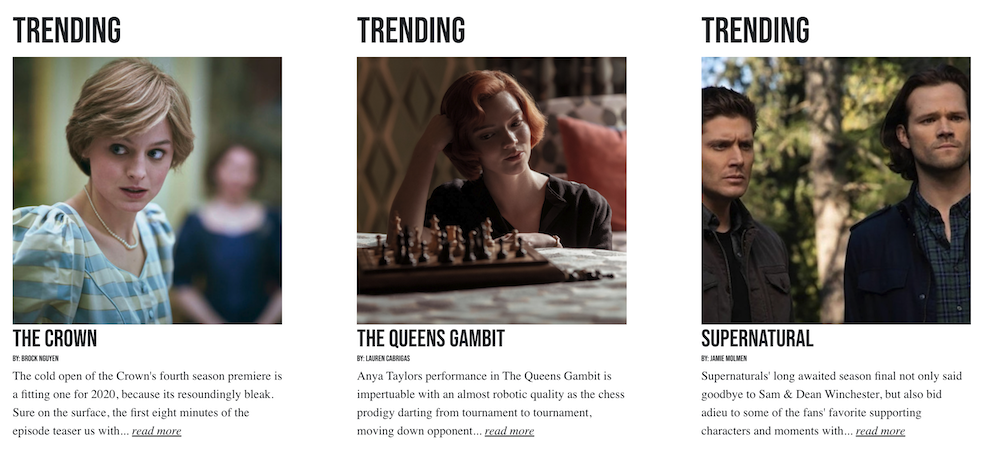 TRENDING
THE CROWN
BY: BROCK NGUYEN
The cold open of the Crown's fourth season premiere is
a fitting one for 2020, because its resoundingly bleak.
Sure on the surface, the first eight minutes of the
episode teaser us with... read more
TRENDING
THE QUEENS GAMBIT
BY: LAUREN CABRIGAS
Anya Taylors performance in The Queens Gambit is
impertuable with an almost robotic quality as the chess
prodigy darting from tournament to tournament,
moving down opponent... read more
TRENDING
SUPERNATURAL
BY: JAMIE MOLMEN
Supernaturals' long awaited season final not only said
goodbye to Sam & Dean Winchester, but also bid
adieu to some of the fans' favorite supporting
characters and moments with... read more